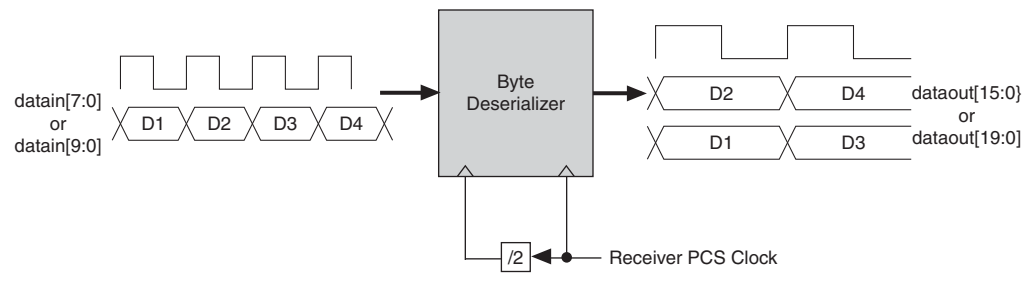 Byte
Deserializer
datain[7:0]
or
datain[9:0]
D1 D2 D3 D4
D2 D4
D1 D3
dataout[15:0}
or
dataout[19:0]
/2
Receiver PCS Clock